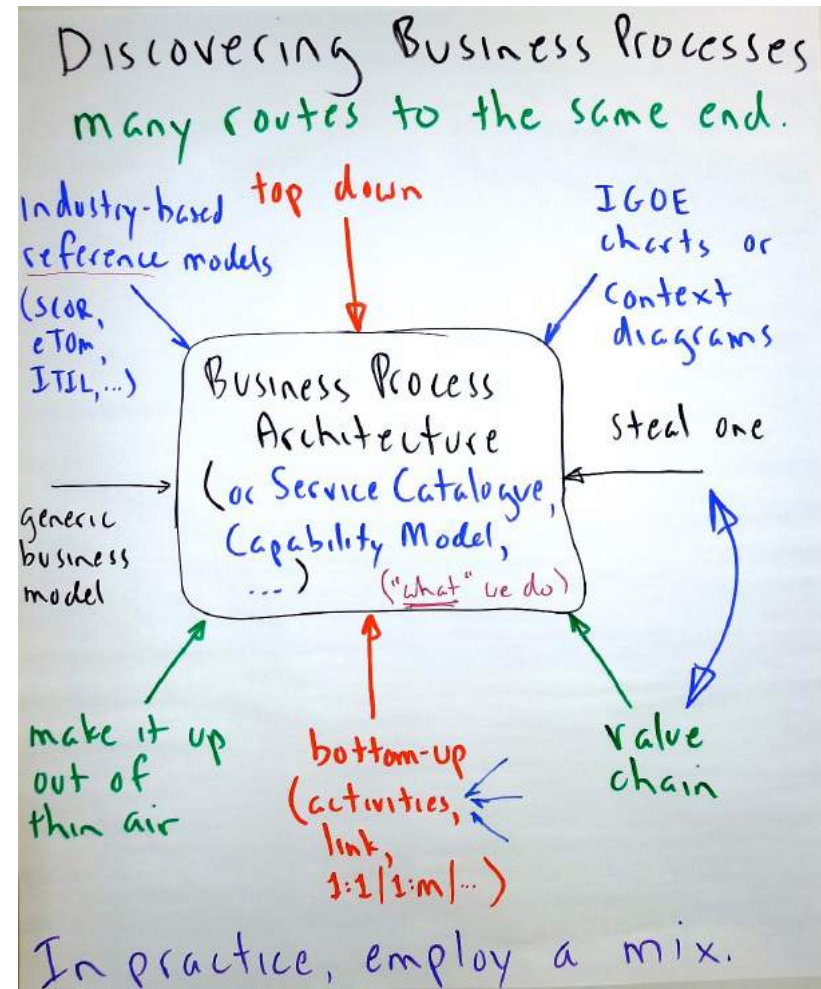 Discovering Business Processes
many routes to the same end.
Industry-based
reference models
(SCOR,
eTom,
ITIL,...)
top down
IGOE
charts or
context
diagrams
Business Process
Architecture
(or Service Catalogue,
Capability Model,
...)
("what" we do)
steal one
generic
business
model
make it up
out of
thin air
bottom-up
(activities,
link,
1:1|1:m|...)
value
chain
In practice, employ a mix.